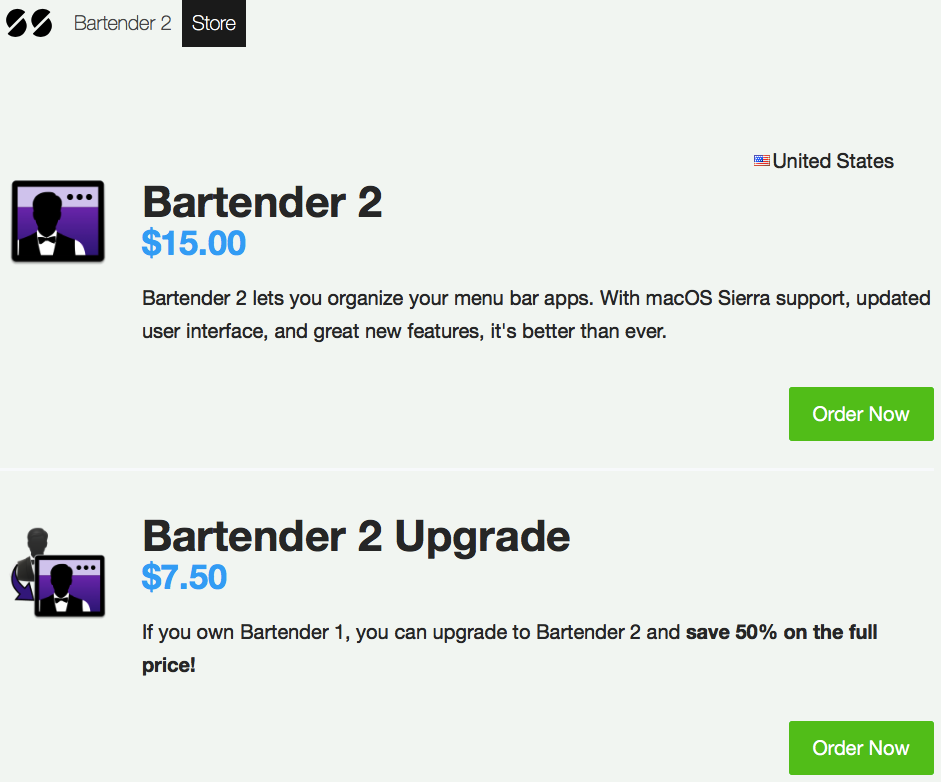 Bartender 2 Store
United States
Bartender 2
$15.00
Bartender 2 lets you organize your menu bar apps. With macOS Sierra support, updated
user interface, and great new features, it's better than ever.
Order Now
Bartender 2 Upgrade
$7.50
If you own Bartender 1, you can upgrade to Bartender 2 and save 50% on the full
price!
Order Now